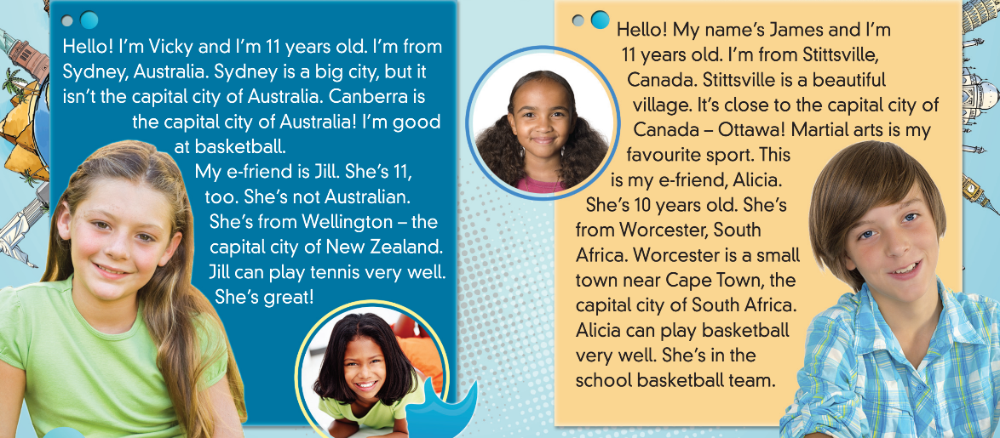 Hello! I'm Vicky and I'm 11 years old. I'm from
Sydney, Australia. Sydney is a big city, but it
isn't the capital city of Australia. Canberra is
the capital city of Australia! I'm good
at basketball.
My e-friend is Jill. She's 11,
too. She's not Australian.
She's from Wellington – the
capital city of New Zealand.
Jill can play tennis very well.
She's great!
Hello! My name's James and I'm
11 years old. I'm from Stittsville,
Canada. Stittsville is a beautiful
village. It's close to the capital city of
Canada – Ottawa! Martial arts is my
favourite sport. This
is my e-friend, Alicia.
She's 10 years old. She's
from Worcester, South
Africa. Worcester is a small
town near Cape Town, the
capital city of South Africa.
Alicia can play basketball
very well. She's in the
school basketball team.